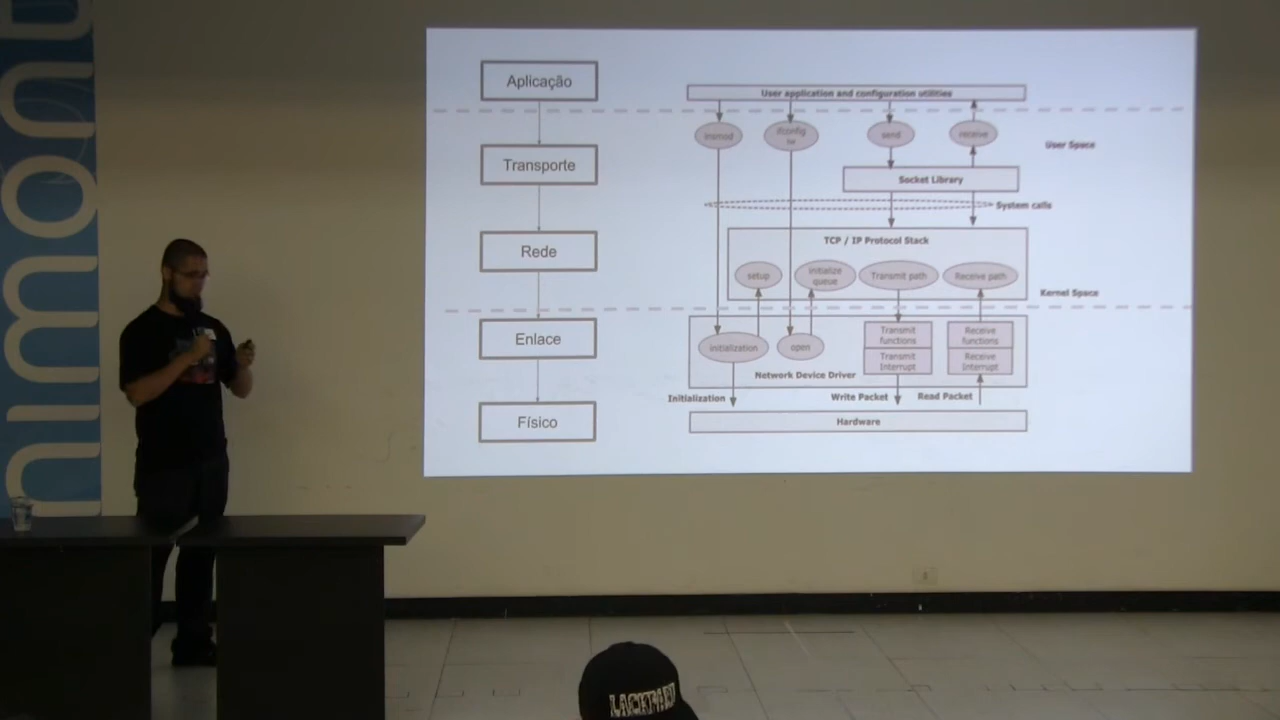 Aplicação
Transporte
Rede
Enlace
Físico
User application and configuration utilities
insmod
ifconfig
send
receive
User Space
Socket Library
System calls
TCP / IP Protocol Stack
setup
initialize
queue
Transmit path
Receive path
Kernel Space
initialization
open
Transmit
functions
Transmit
Interrupt
Receive
functions
Receive
Interrupt
Network Device Driver
Initialization
Write Packet
Read Packet
Hardware